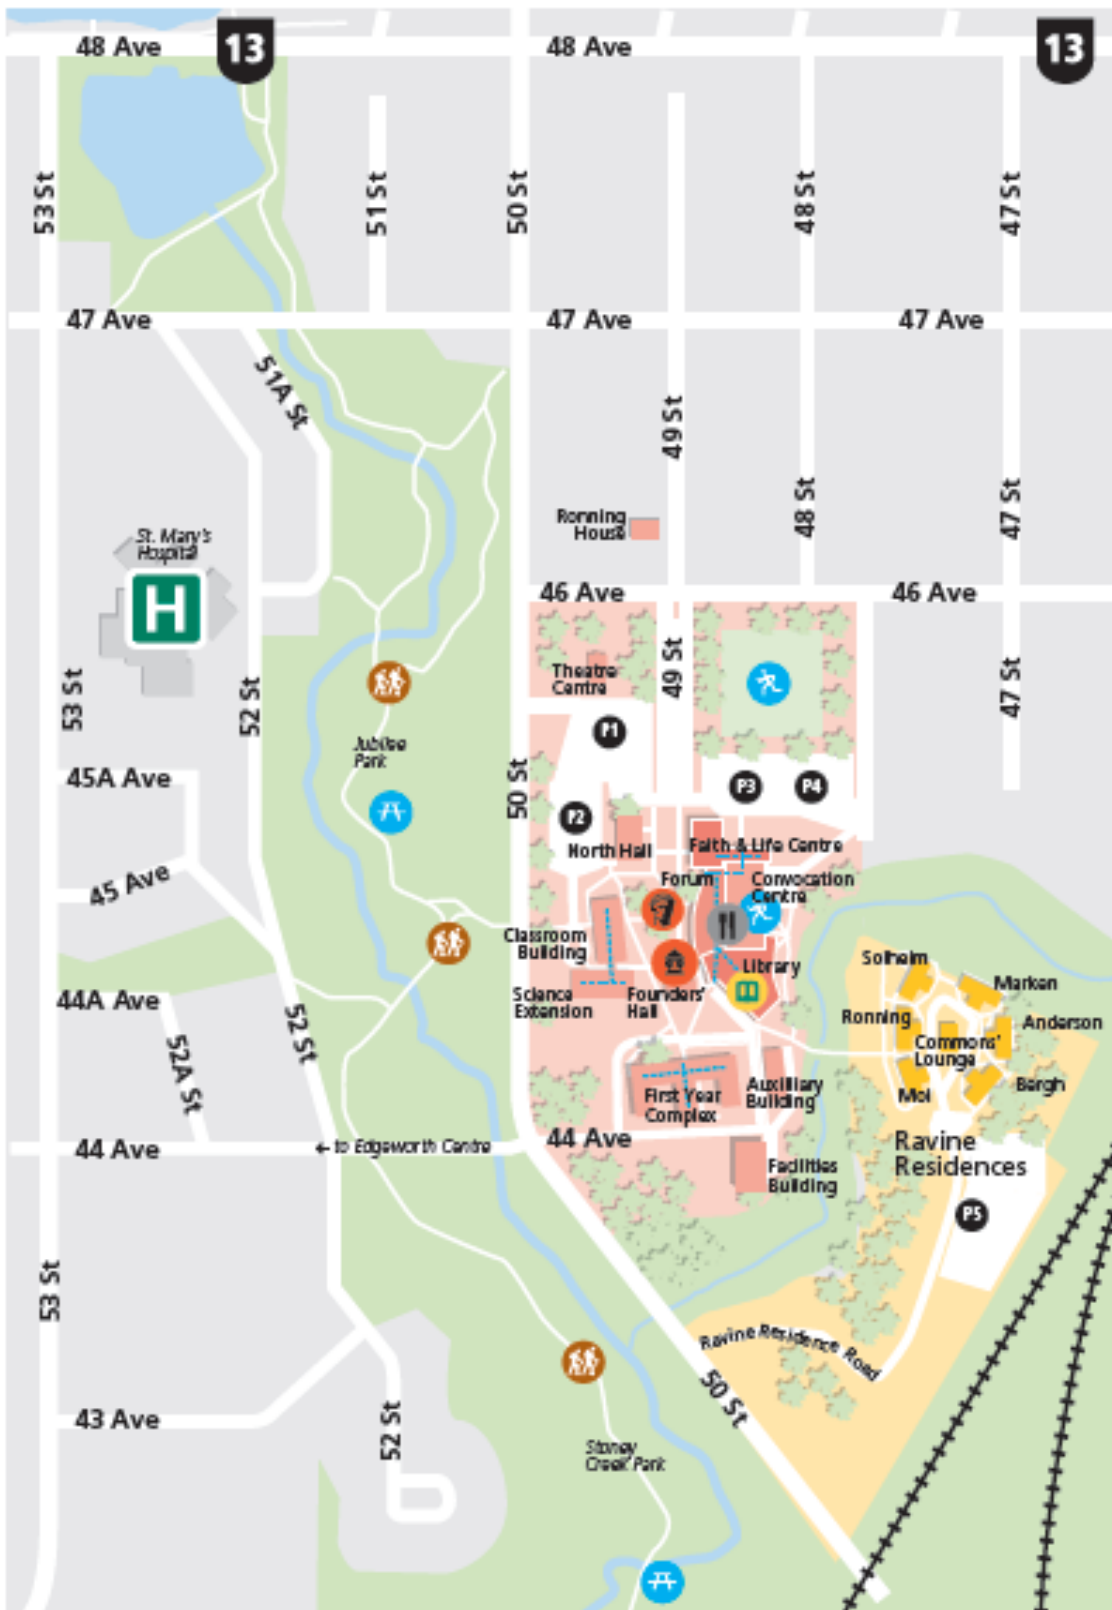 48 Ave
13
48 Ave
13
53 St
51 St
50 St
48 St
47 St
47 Ave
47 Ave
47 Ave
51A St
49 St
Ronning
House
48 St
47 St
St. Mary's
Hospital
H
46 Ave
46 Ave
53 St
52 St
Theatre
Centre
49 St
47 St
P1
Jubilee
Park
45A Ave
50 St
P3
P4
P2
North Hall
Faith & Life Centre
45 Ave
Forum
Convocation
Centre
Classroom
Building
Library
Solheim
Marken
44A Ave
Science
Extension
Founders'
Hall
Ronning
Anderson
52 St
Commons'
Lounge
52A St
First Year
Complex
Auxilliary
Building
Moi
Bergh
44 Ave
← to Edgeworth Centre
44 Ave
Ravine
Residences
Facilities
Building
P5
53 St
Ravine Residence Road
50 St
43 Ave
52 St
Stoney
Creek Park